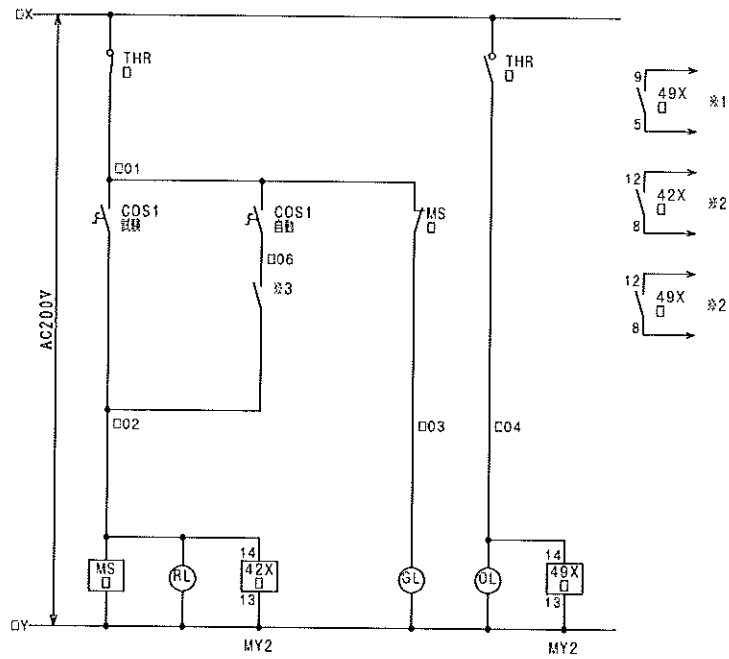 □X
THR
□
THR
□
9
49X
□
5
※1
□01
COS1
試験
COS1
自動
MS
□
12
42X
□
8
※2
□06
※3
12
49X
□
8
※2
AC200V
□02
□03
□04
MS
□
RL
14
42X
□
13
GL
OL
14
49X
□
13
□Y
MY2
MY2